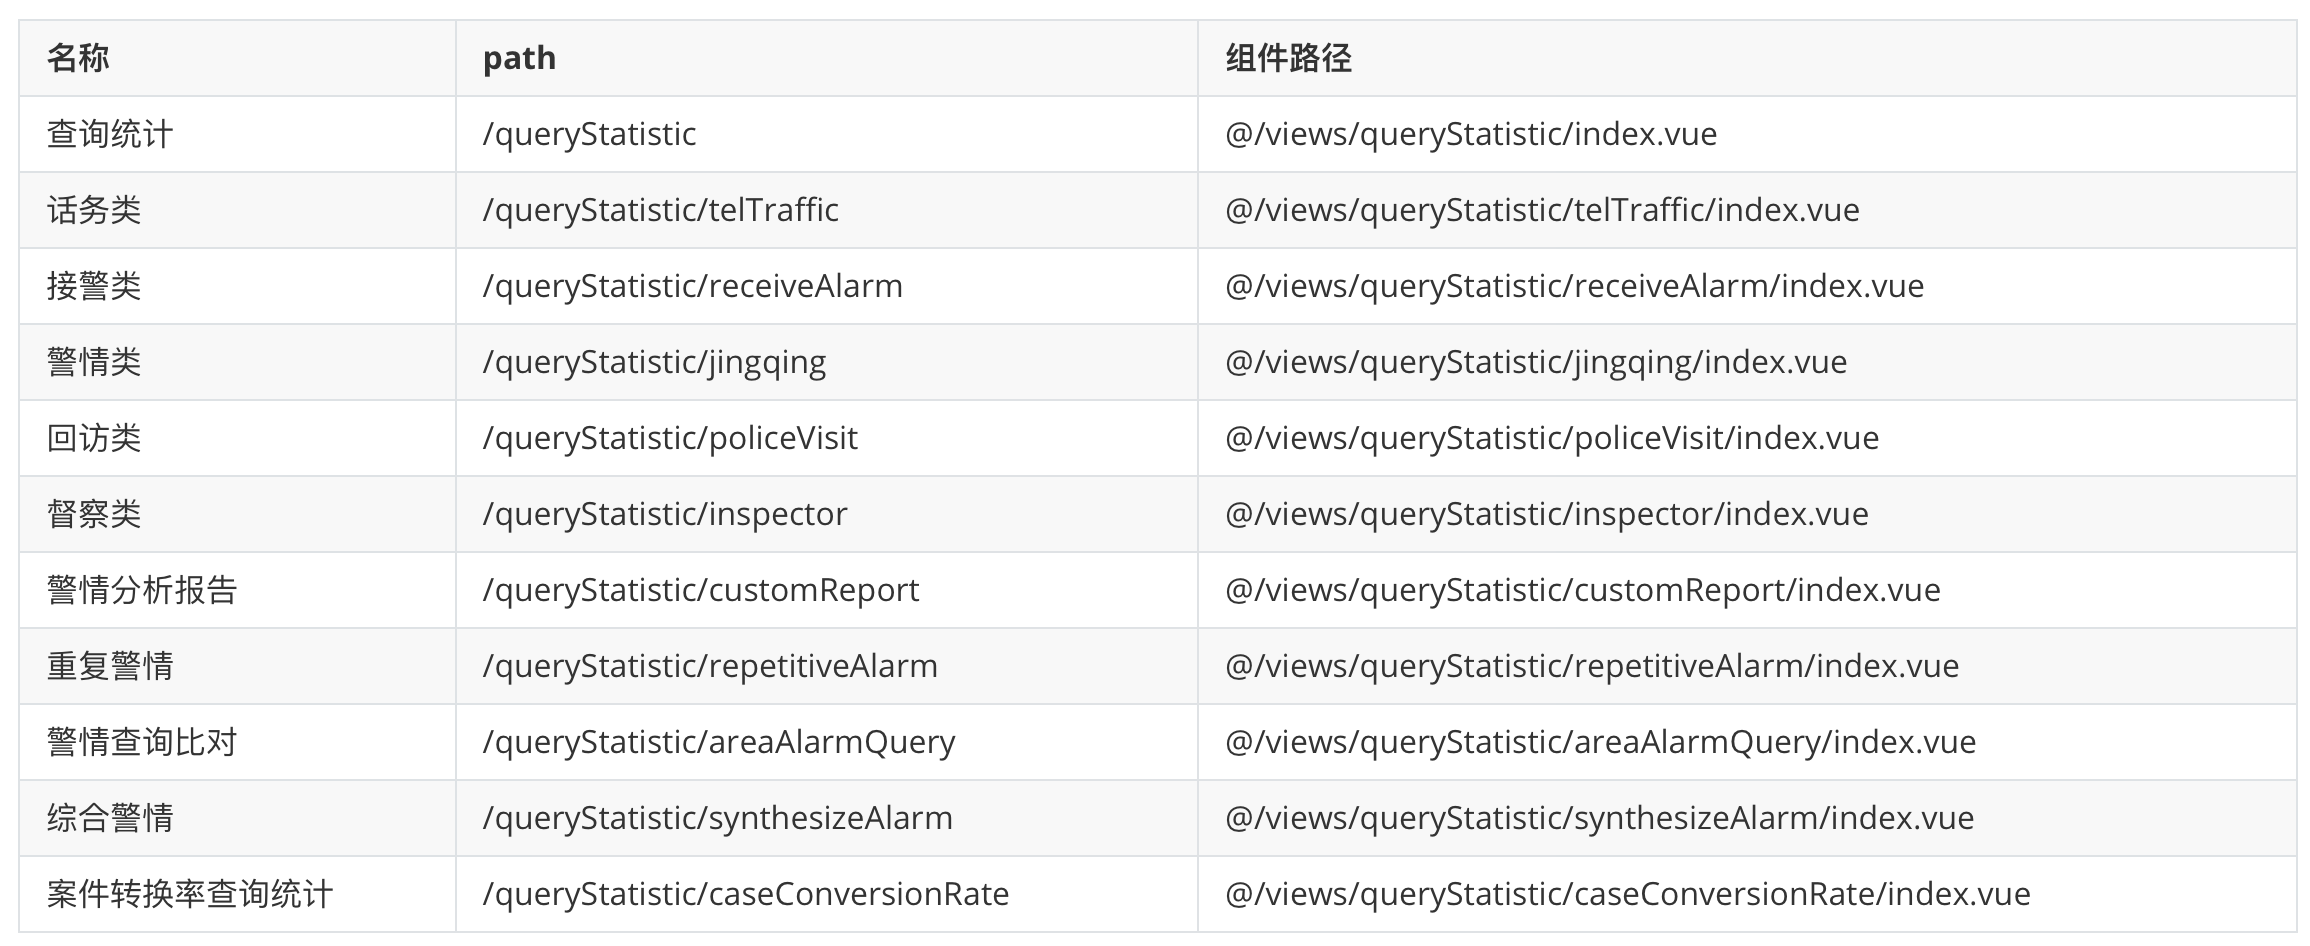 名称 path 组件路径
查询统计 /queryStatistic @/views/queryStatistic/index.vue
话务类 /queryStatistic/telTraffic @/views/queryStatistic/telTraffic/index.vue
接警类 /queryStatistic/receiveAlarm @/views/queryStatistic/receiveAlarm/index.vue
警情类 /queryStatistic/jingqing @/views/queryStatistic/jingqing/index.vue
回访类 /queryStatistic/policeVisit @/views/queryStatistic/policeVisit/index.vue
督察类 /queryStatistic/inspector @/views/queryStatistic/inspector/index.vue
警情分析报告 /queryStatistic/customReport @/views/queryStatistic/customReport/index.vue
重复警情 /queryStatistic/repetitiveAlarm @/views/queryStatistic/repetitiveAlarm/index.vue
警情查询比对 /queryStatistic/areaAlarmQuery @/views/queryStatistic/areaAlarmQuery/index.vue
综合警情 /queryStatistic/synthesizeAlarm @/views/queryStatistic/synthesizeAlarm/index.vue
案件转换率查询统计 /queryStatistic/caseConversionRate @/views/queryStatistic/caseConversionRate/index.vue